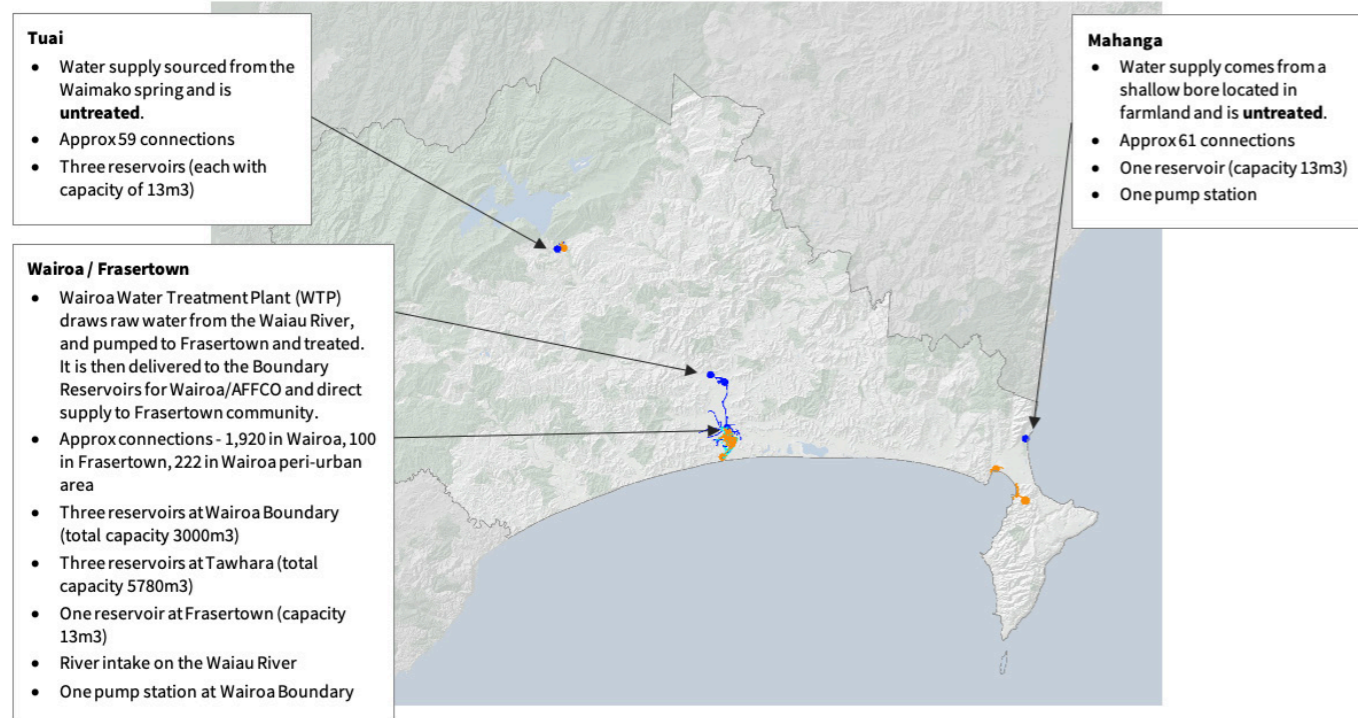 Tuai
• Water supply sourced from the
Waimako spring and is
untreated.
• Approx 59 connections
• Three reservoirs (each with
capacity of 13m3)
Wairoa / Frasertown
• Wairoa Water Treatment Plant (WTP)
draws raw water from the Waiau River,
and pumped to Frasertown and treated.
It is then delivered to the Boundary
Reservoirs for Wairoa/AFFCO and direct
supply to Frasertown community.
• Approx connections - 1,920 in Wairoa, 100
in Frasertown, 222 in Wairoa peri-urban
area
• Three reservoirs at Wairoa Boundary
(total capacity 3000m3)
• Three reservoirs at Tawhara (total
capacity 5780m3)
• One reservoir at Frasertown (capacity
13m3)
• River intake on the Waiau River
• One pump station at Wairoa Boundary
Mahanga
• Water supply comes from a
shallow bore located in
farmland and is untreated.
• Approx 61 connections
• One reservoir (capacity 13m3)
• One pump station